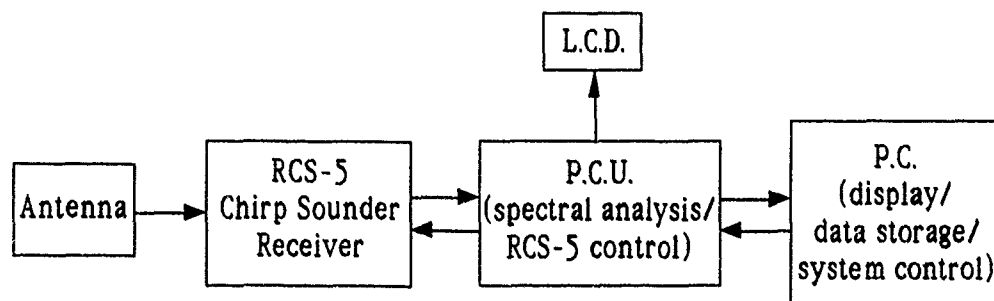 L.C.D.
Antenna
RCS-5
Chirp Sounder
Receiver
P.C.U.
(spectral analysis/
RCS-5 control)
P.C.
(display/
data storage/
system control)